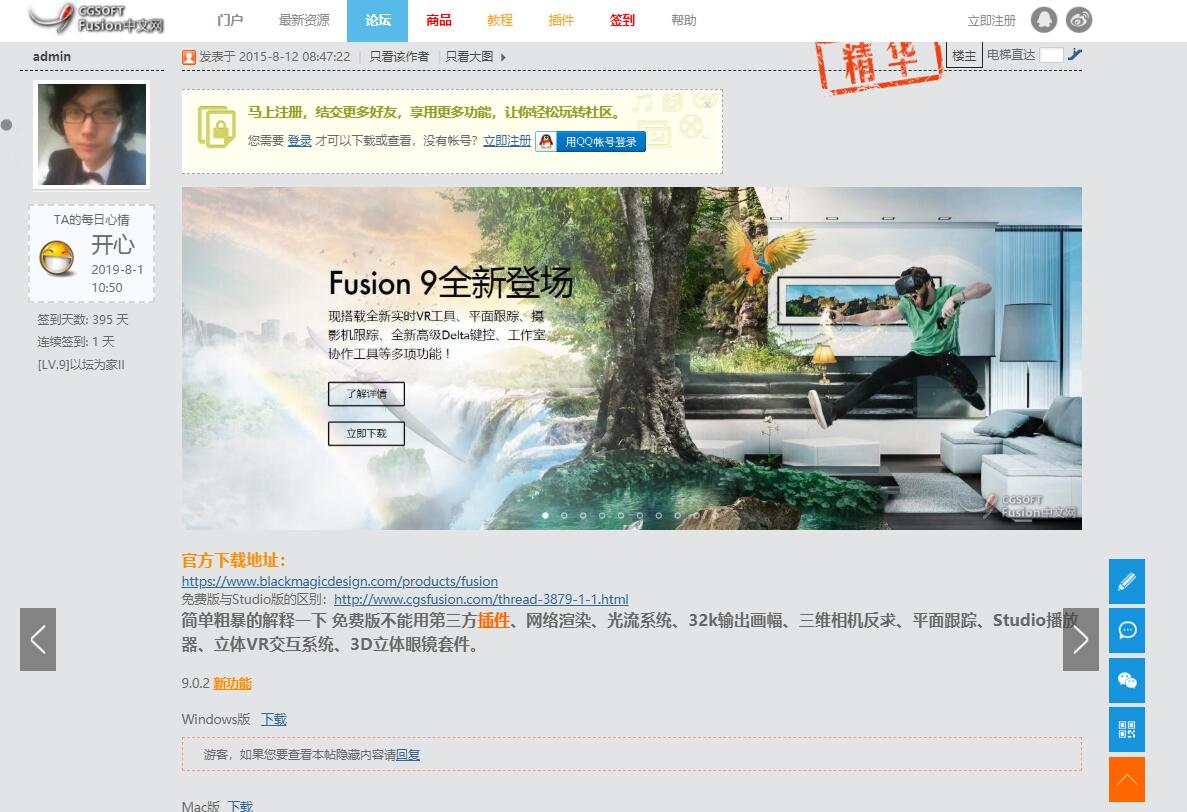 CGSOFT
Fusion中文网
门户 最新资源 论坛 商品 教程 插件 签到 帮助 立即注册
admin
发表于 2015-8-12 08:47:22 | 只看该作者 | 只看大图
精华
楼主 电梯直达
马上注册，结交更多好友，享用更多功能，让你轻松玩转社区。
您需要 登录 才可以下载或查看，没有帐号？立即注册 用QQ帐号登录
TA的每日心情
开心
2019-8-1
10:50
签到天数: 395 天
连续签到: 1 天
[LV.9]以坛为家II
Fusion 9全新登场
现搭载全新实时VR工具、平面跟踪、摄
影机跟踪、全新高级Delta键控、工作室
协作工具等多项功能！
了解详情
立即下载
CGSOFT
Fusion中文网
官方下载地址：
https://www.blackmagicdesign.com/products/fusion
免费版与Studio版的区别：http://www.cgsfusion.com/thread-3879-1-1.html
简单粗暴的解释一下 免费版不能用第三方插件、网络渲染、光流系统、32k输出画幅、三维相机反求、平面跟踪、Studio播放
器、立体VR交互系统、3D立体眼镜套件。
9.0.2 新功能
Windows版 下载
游客，如果您要查看本帖隐藏内容请回复
Mac版 下载